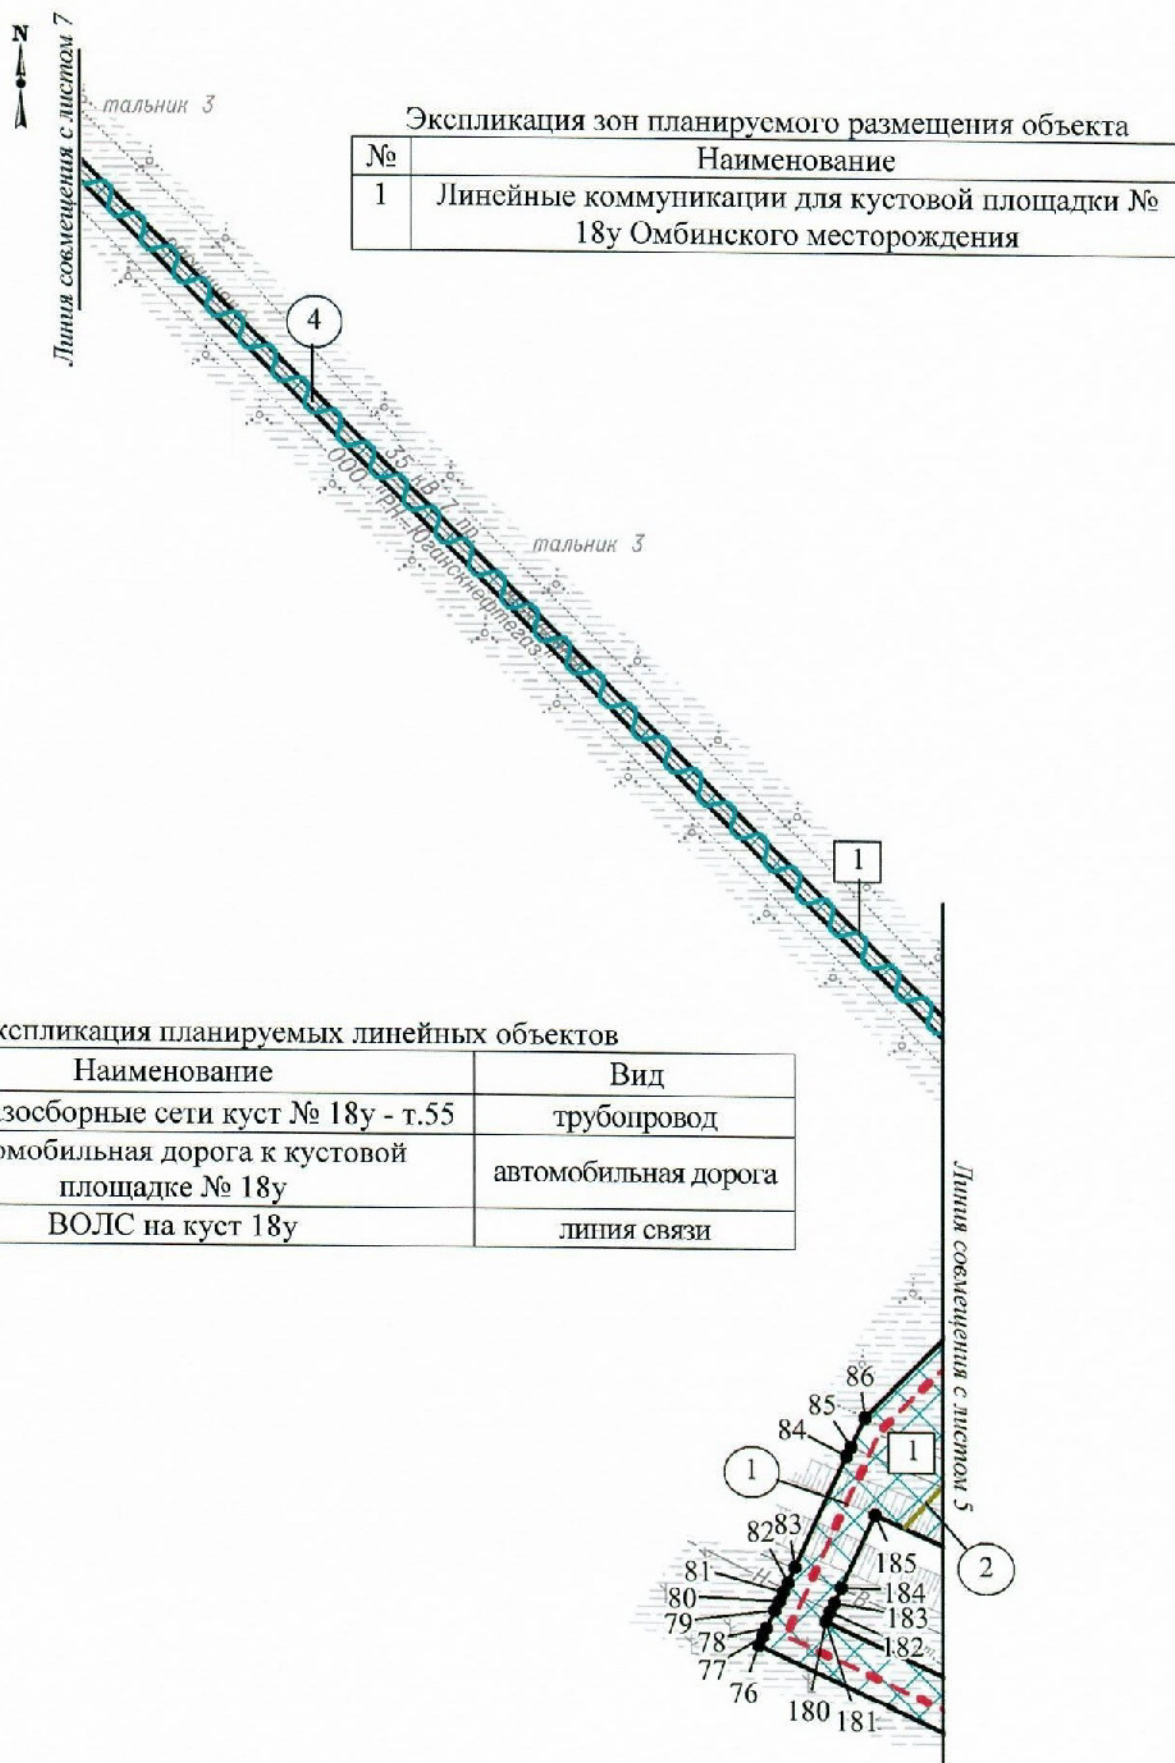 N
Линия совмещения с листом 7
тальник 3
Экспликация зон планируемого размещения объекта
№ Наименование
1 Линейные коммуникации для кустовой площадки №
18у Омбинского месторождения
4
35 кВ 7 пр.
ООО "РН-Юганскнефтегаз"
тальник 3
1
кспликация планируемых линейных объектов
Наименование Вид
зосборные сети куст № 18у - т.55 трубопровод
омобильная дорога к кустовой
площадке № 18у
автомобильная дорога
ВОЛС на куст 18у линия связи
Линия совмещения с листом 5
86
85
84
1
1
82 83
81
80
79
78
77
76
185
184
183
182
180
181
2
Н
В